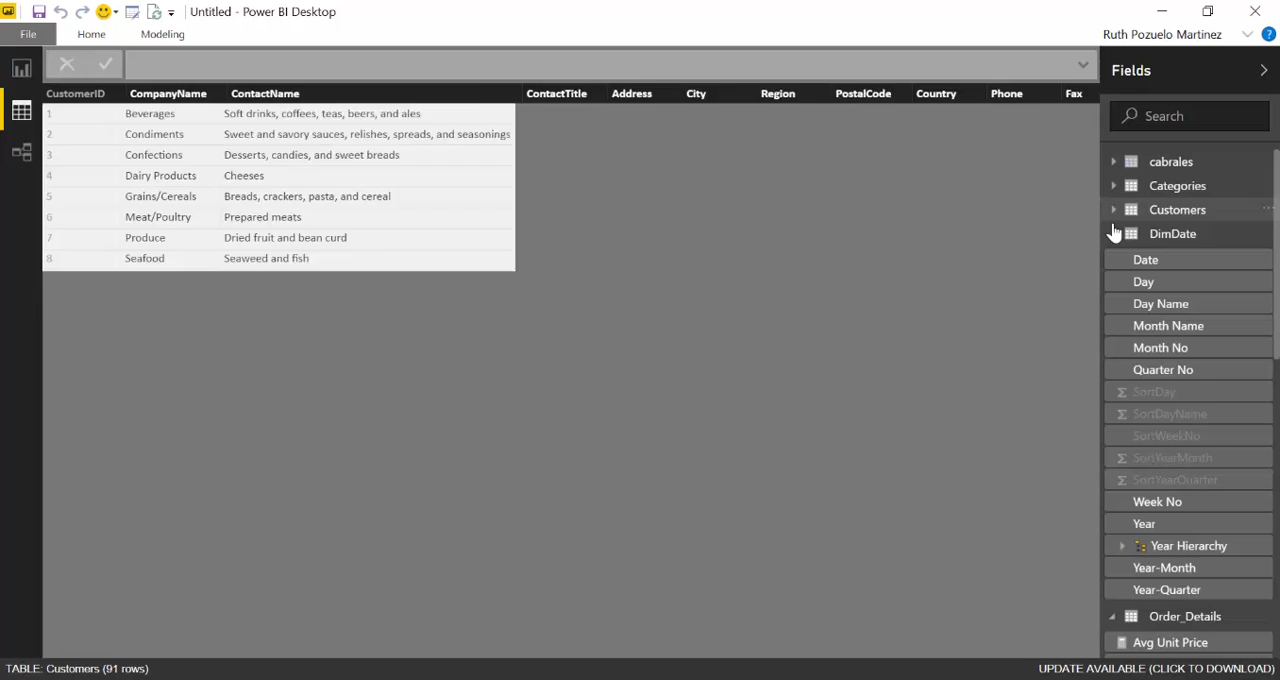 Untitled - Power BI Desktop
File Home Modeling Ruth Pozuelo Martinez ?
Fields
CustomerID CompanyName ContactName ContactTitle Address City Region PostalCode Country Phone Fax
1 Beverages Soft drinks, coffees, teas, beers, and ales
2 Condiments Sweet and savory sauces, relishes, spreads, and seasonings
3 Confections Desserts, candies, and sweet breads
4 Dairy Products Cheeses
5 Grains/Cereals Breads, crackers, pasta, and cereal
6 Meat/Poultry Prepared meats
7 Produce Dried fruit and bean curd
8 Seafood Seaweed and fish
Search
cabrales
Categories
Customers
DimDate
Date
Day
Day Name
Month Name
Month No
Quarter No
Σ SortDay
Σ SortDayName
SortWeekNo
Σ SortYearMonth
Σ SortYearQuarter
Week No
Year
Year Hierarchy
Year-Month
Year-Quarter
Order_Details
Avg Unit Price
TABLE: Customers (91 rows) UPDATE AVAILABLE (CLICK TO DOWNLOAD)